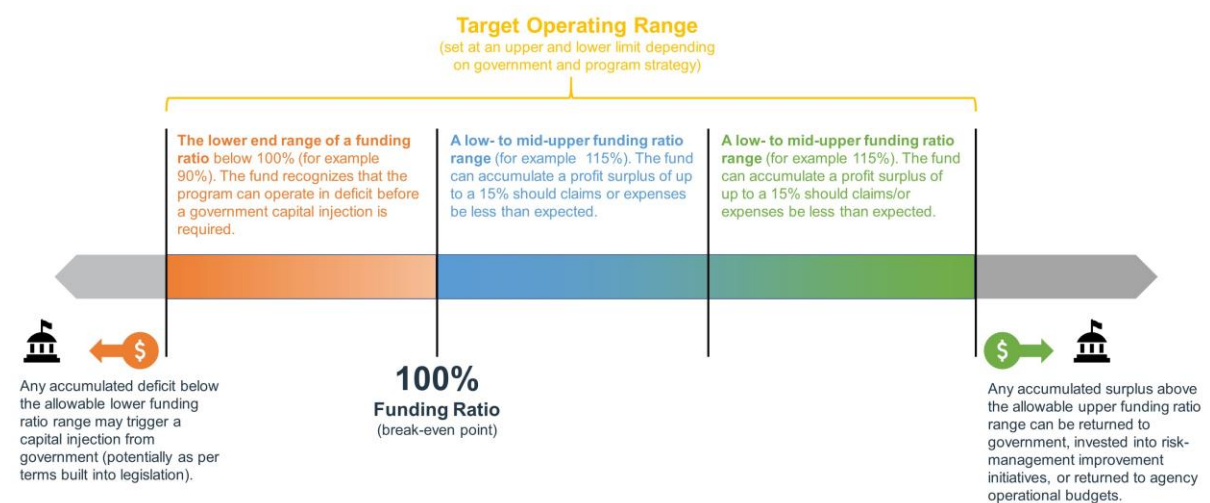 Target Operating Range
(set at an upper and lower limit depending
on government and program strategy)
The lower end range of a funding
ratio below 100% (for example
90%). The fund recognizes that the
program can operate in deficit before
a government capital injection is
required.
A low- to mid-upper funding ratio
range (for example 115%). The fund
can accumulate a profit surplus of up
to a 15% should claims or expenses
be less than expected.
A low- to mid-upper funding ratio
range (for example 115%). The fund
can accumulate a profit surplus of
up to a 15% should claims/or
expenses be less than expected.
$
Any accumulated deficit below
the allowable lower funding
ratio range may trigger a
capital injection from
government (potentially as per
terms built into legislation).
100%
Funding Ratio
(break-even point)
$
Any accumulated surplus above
the allowable upper funding ratio
range can be returned to
government, invested into risk-
management improvement
initiatives, or returned to agency
operational budgets.